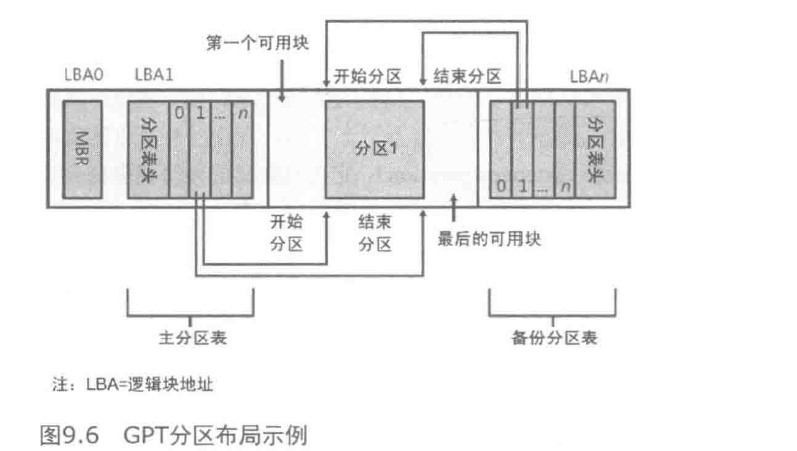 第一个可用块
LBA0
LBA1
开始分区
结束分区
LBAn
MBR
分区表头
0 1 ... n
分区1
0 1 ... n
分区表头
开始
分区
结束
分区
最后的可用块
主分区表
备份分区表
注：LBA=逻辑块地址
图9.6 GPT分区布局示例